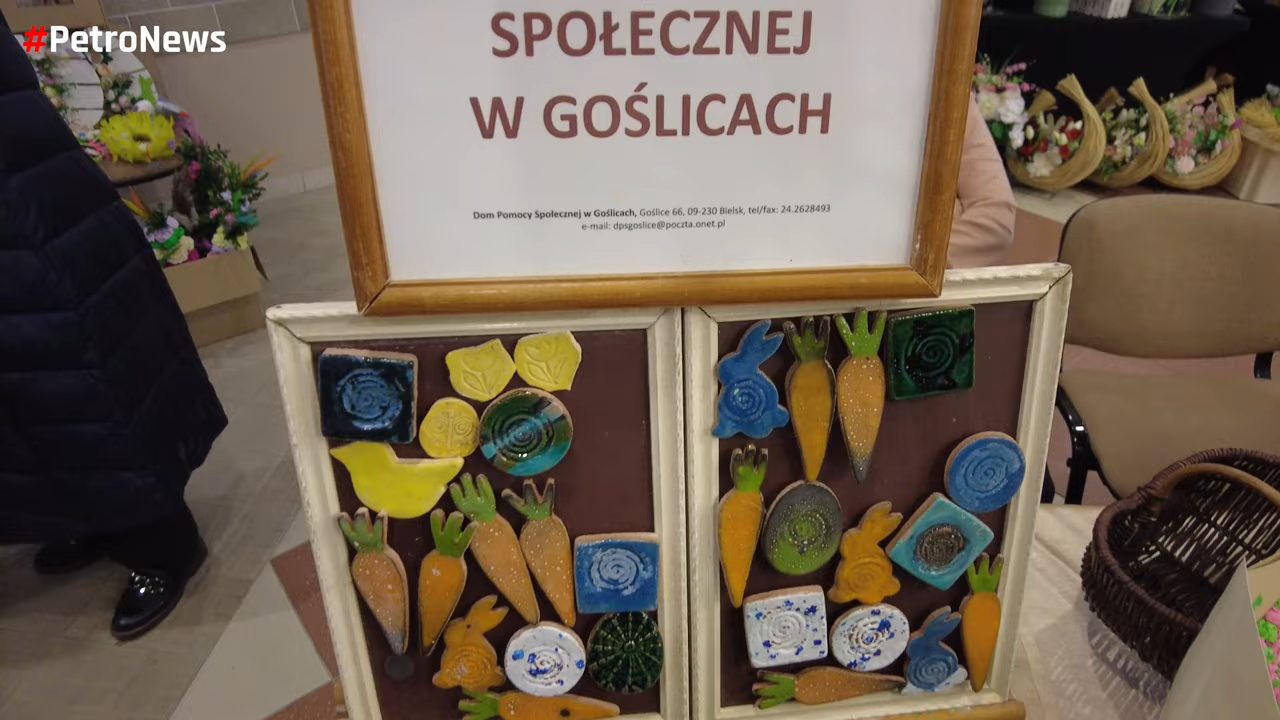 #PetroNews
SPOŁECZNEJ
W GOŚLICACH
Dom Pomocy Społecznej w Goślicach, Goślice 66, 09-230 Bielsk, tel/fax: 24.2628493
e-mail: dpsgoslice@poczta.onet.pl